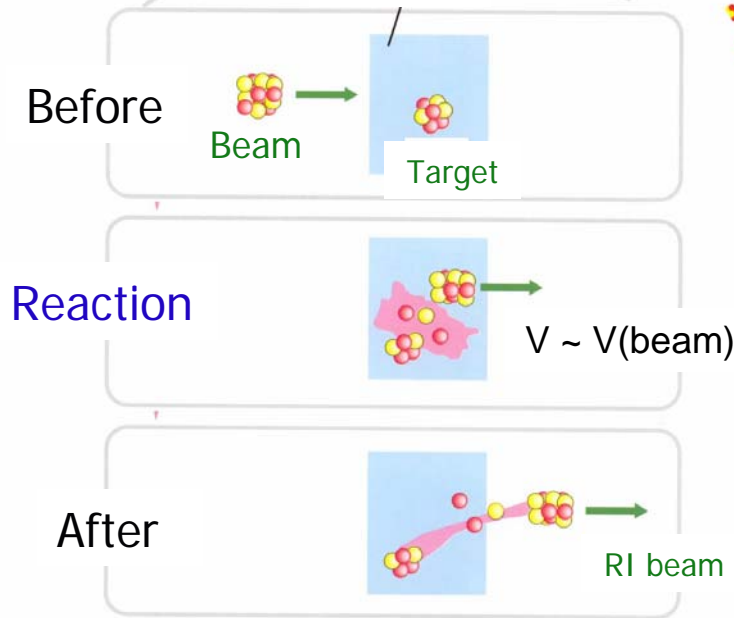 Before
Beam
Target
Reaction
V ~ V(beam)
After
RI beam